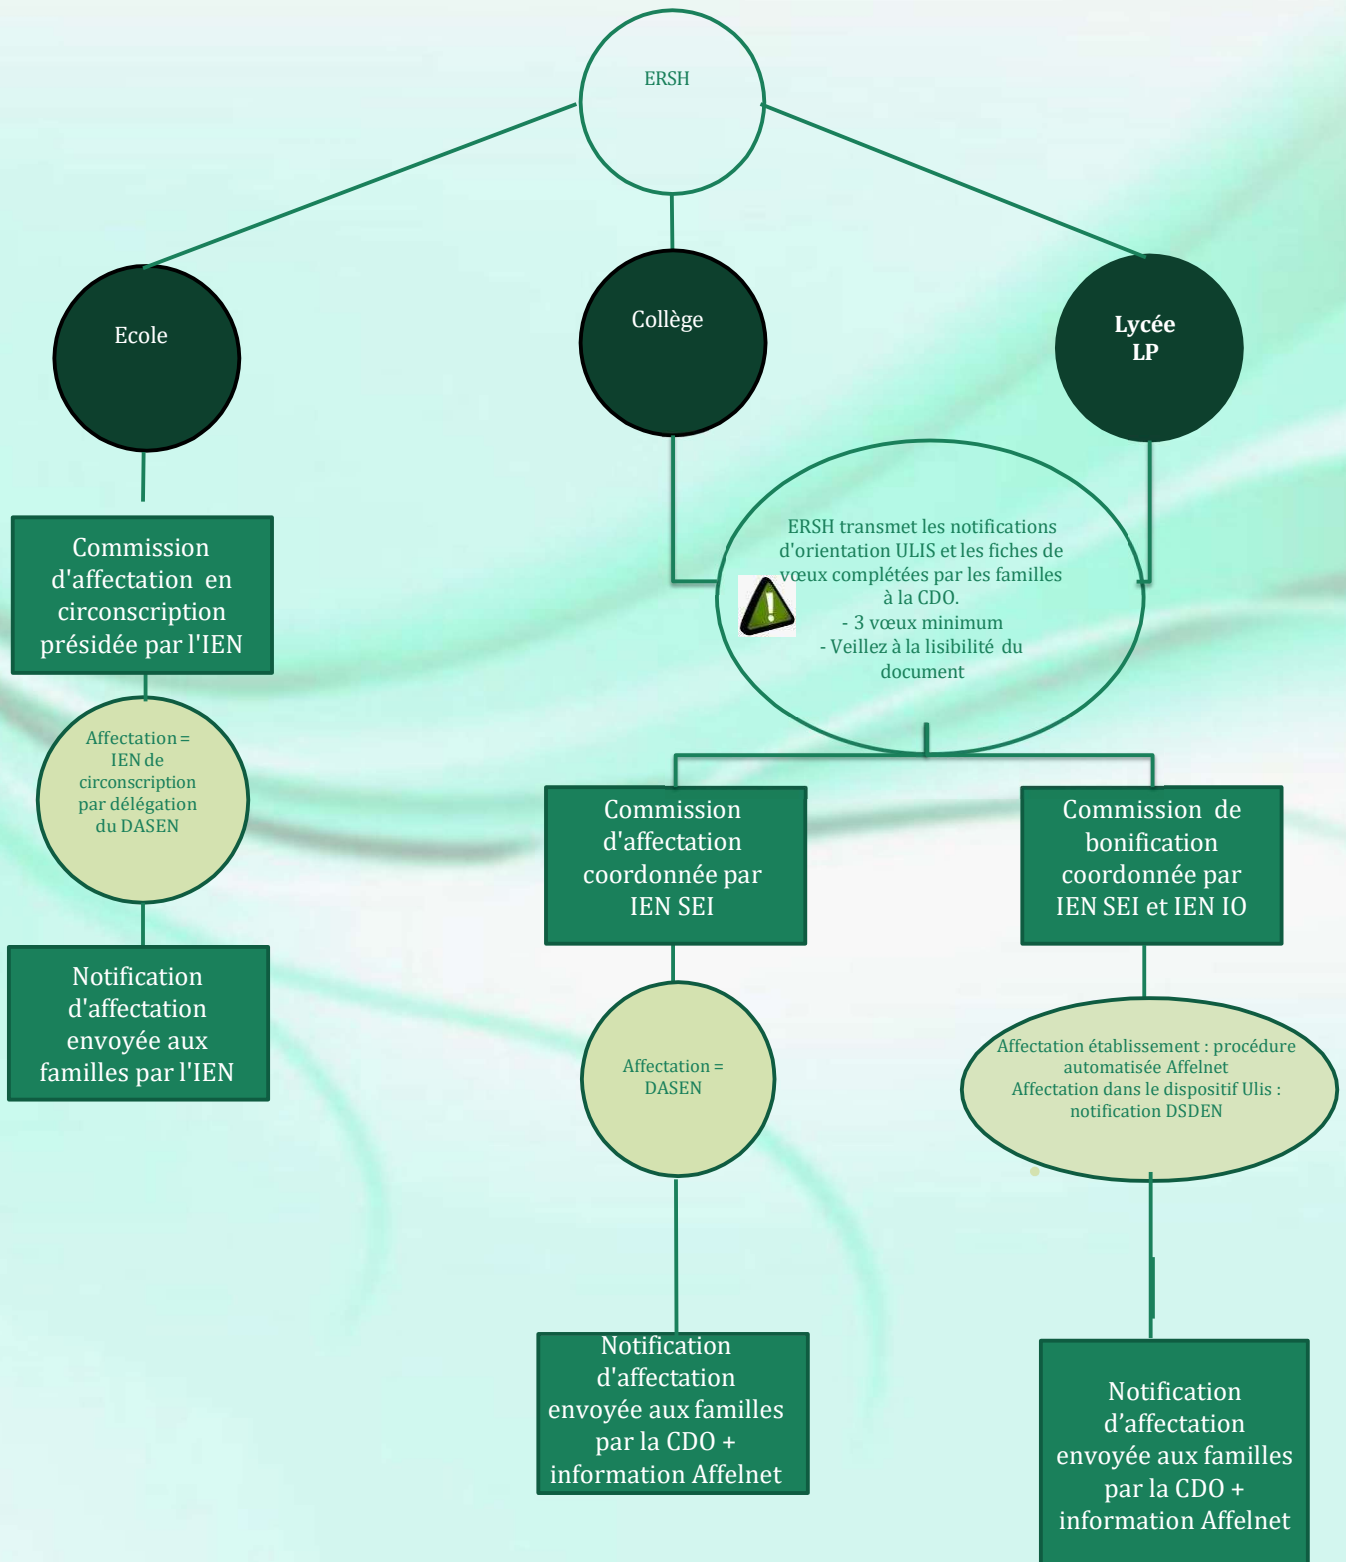 ERSH
Ecole
Collège
Lycée
LP
ERSH transmet les notifications
d'orientation ULIS et les fiches de
vœux complétées par les familles
à la CDO.
- 3 vœux minimum
- Veillez à la lisibilité du
document
Commission
d'affectation en
circonscription
présidée par l'IEN
Affectation =
IEN de
circonscription
par délégation
du DASEN
Notification
d'affectation
envoyée aux
familles par l'IEN
Commission
d'affectation
coordonnée par
IEN SEI
Affectation =
DASEN
Notification
d'affectation
envoyée aux familles
par la CDO +
information Affelnet
Commission de
bonification
coordonnée par
IEN SEI et IEN IO
Affectation établissement : procédure
automatisée Affelnet
Affectation dans le dispositif Ulis :
notification DSDEN
Notification
d’affectation
envoyée aux familles
par la CDO +
information Affelnet